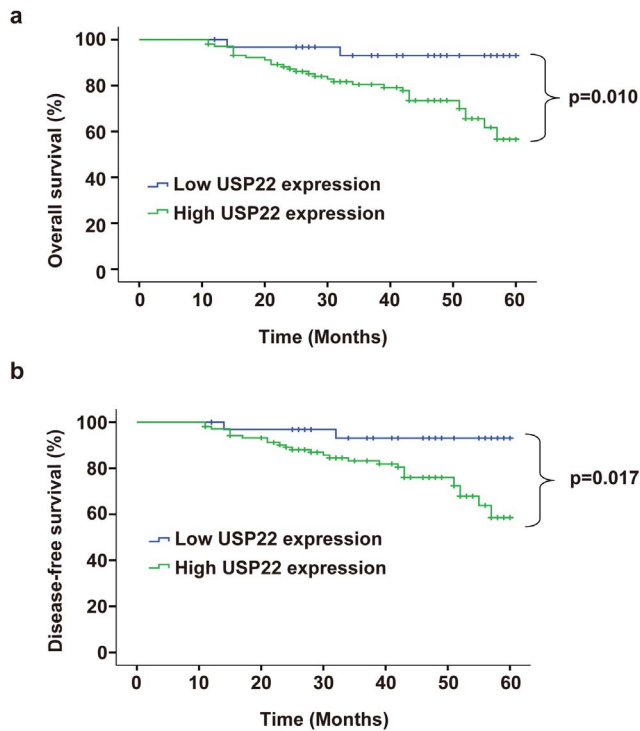 a
Overall survival (%)
100
80
60
40
20
0
Low USP22 expression
High USP22 expression
p=0.010
0 10 20 30 40 50 60
Time (Months)
b
Disease-free survival (%)
100
80
60
40
20
0
Low USP22 expression
High USP22 expression
p=0.017
0 10 20 30 40 50 60
Time (Months)